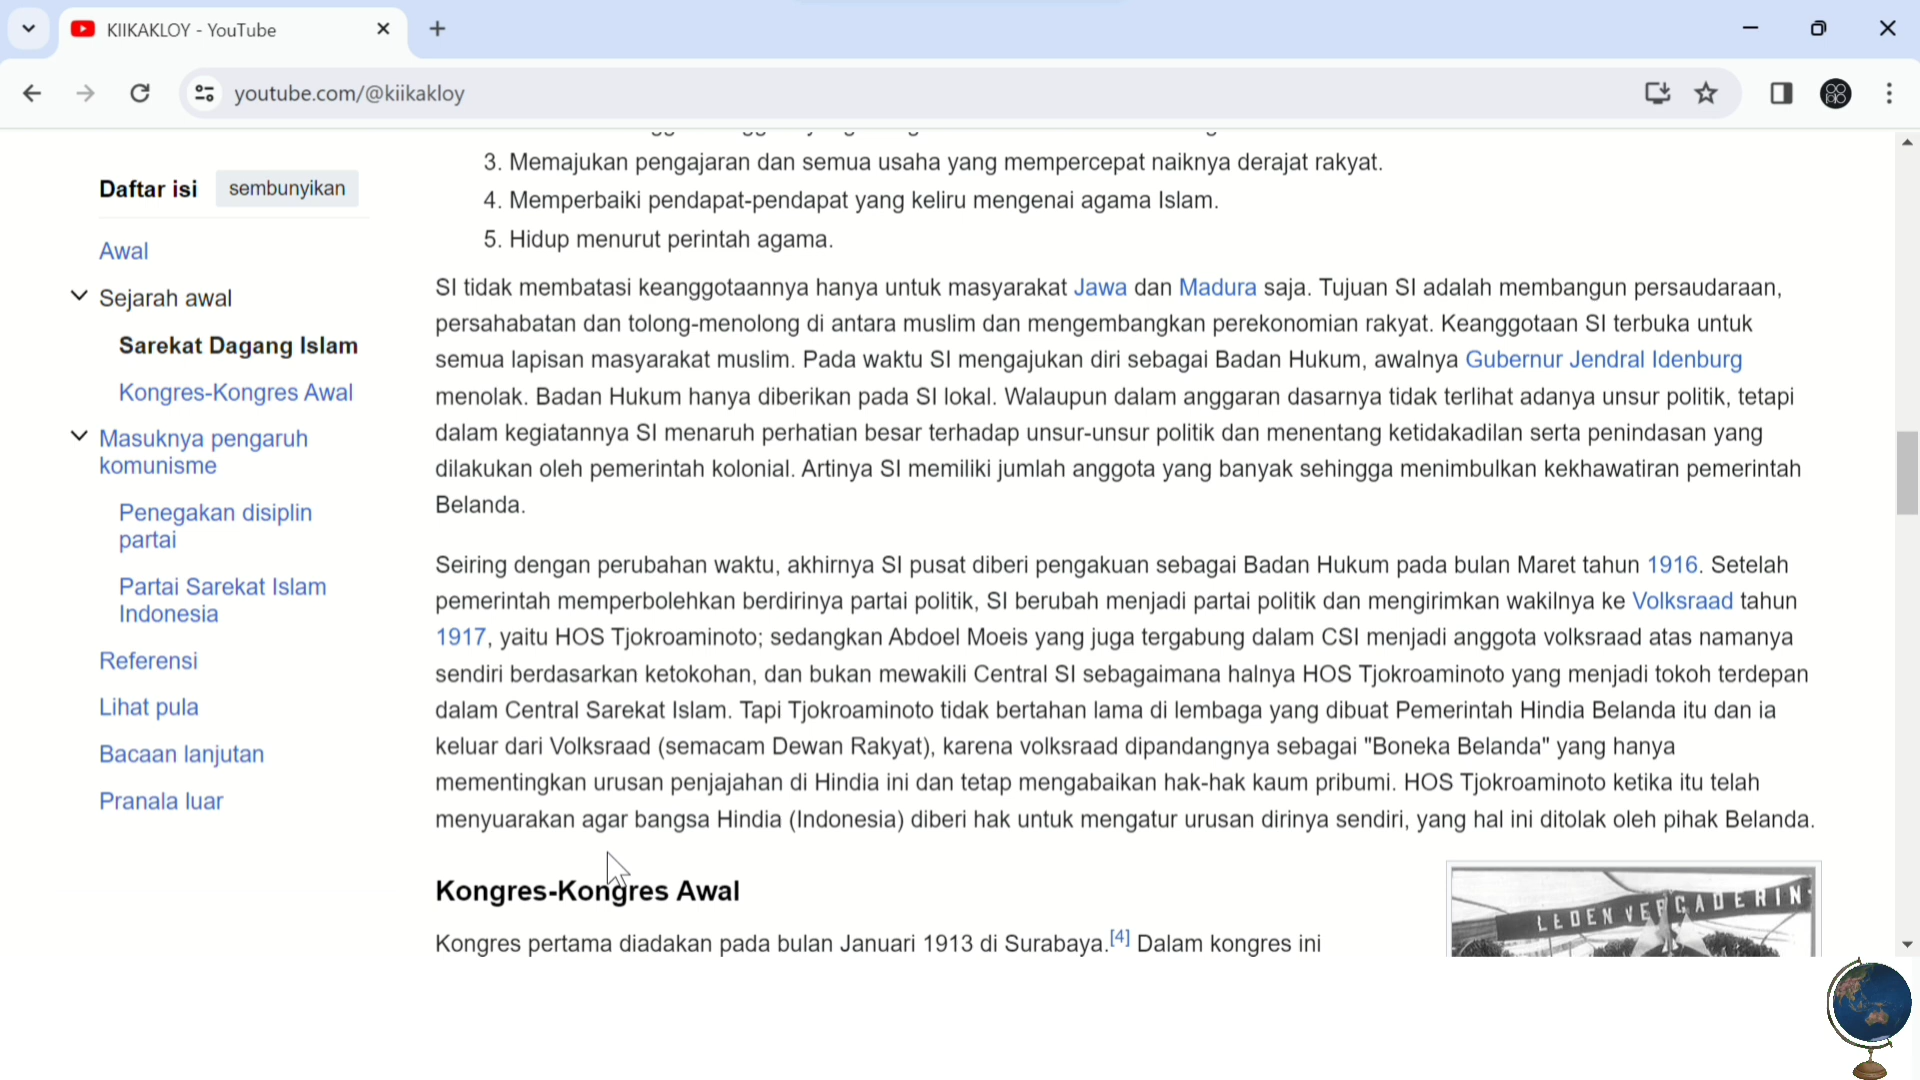 KIIKAKLOY - YouTube
youtube.com/@kiikakloy
Daftar isi sembunyikan
Awal
Sejarah awal
Sarekat Dagang Islam
Kongres-Kongres Awal
Masuknya pengaruh
komunisme
Penegakan disiplin
partai
Partai Sarekat Islam
Indonesia
Referensi
Lihat pula
Bacaan lanjutan
Pranala luar
3. Memajukan pengajaran dan semua usaha yang mempercepat naiknya derajat rakyat.
4. Memperbaiki pendapat-pendapat yang keliru mengenai agama Islam.
5. Hidup menurut perintah agama.
SI tidak membatasi keanggotaannya hanya untuk masyarakat Jawa dan Madura saja. Tujuan SI adalah membangun persaudaraan,
persahabatan dan tolong-menolong di antara muslim dan mengembangkan perekonomian rakyat. Keanggotaan SI terbuka untuk
semua lapisan masyarakat muslim. Pada waktu SI mengajukan diri sebagai Badan Hukum, awalnya Gubernur Jendral Idenburg
menolak. Badan Hukum hanya diberikan pada SI lokal. Walaupun dalam anggaran dasarnya tidak terlihat adanya unsur politik, tetapi
dalam kegiatannya SI menaruh perhatian besar terhadap unsur-unsur politik dan menentang ketidakadilan serta penindasan yang
dilakukan oleh pemerintah kolonial. Artinya SI memiliki jumlah anggota yang banyak sehingga menimbulkan kekhawatiran pemerintah
Belanda.
Seiring dengan perubahan waktu, akhirnya SI pusat diberi pengakuan sebagai Badan Hukum pada bulan Maret tahun 1916. Setelah
pemerintah memperbolehkan berdirinya partai politik, SI berubah menjadi partai politik dan mengirimkan wakilnya ke Volksraad tahun
1917, yaitu HOS Tjokroaminoto; sedangkan Abdoel Moeis yang juga tergabung dalam CSI menjadi anggota volksraad atas namanya
sendiri berdasarkan ketokohan, dan bukan mewakili Central SI sebagaimana halnya HOS Tjokroaminoto yang menjadi tokoh terdepan
dalam Central Sarekat Islam. Tapi Tjokroaminoto tidak bertahan lama di lembaga yang dibuat Pemerintah Hindia Belanda itu dan ia
keluar dari Volksraad (semacam Dewan Rakyat), karena volksraad dipandangnya sebagai "Boneka Belanda" yang hanya
mementingkan urusan penjajahan di Hindia ini dan tetap mengabaikan hak-hak kaum pribumi. HOS Tjokroaminoto ketika itu telah
menyuarakan agar bangsa Hindia (Indonesia) diberi hak untuk mengatur urusan dirinya sendiri, yang hal ini ditolak oleh pihak Belanda.
Kongres-Kongres Awal
Kongres pertama diadakan pada bulan Januari 1913 di Surabaya.[4] Dalam kongres ini
LEDEN VERGADERIN